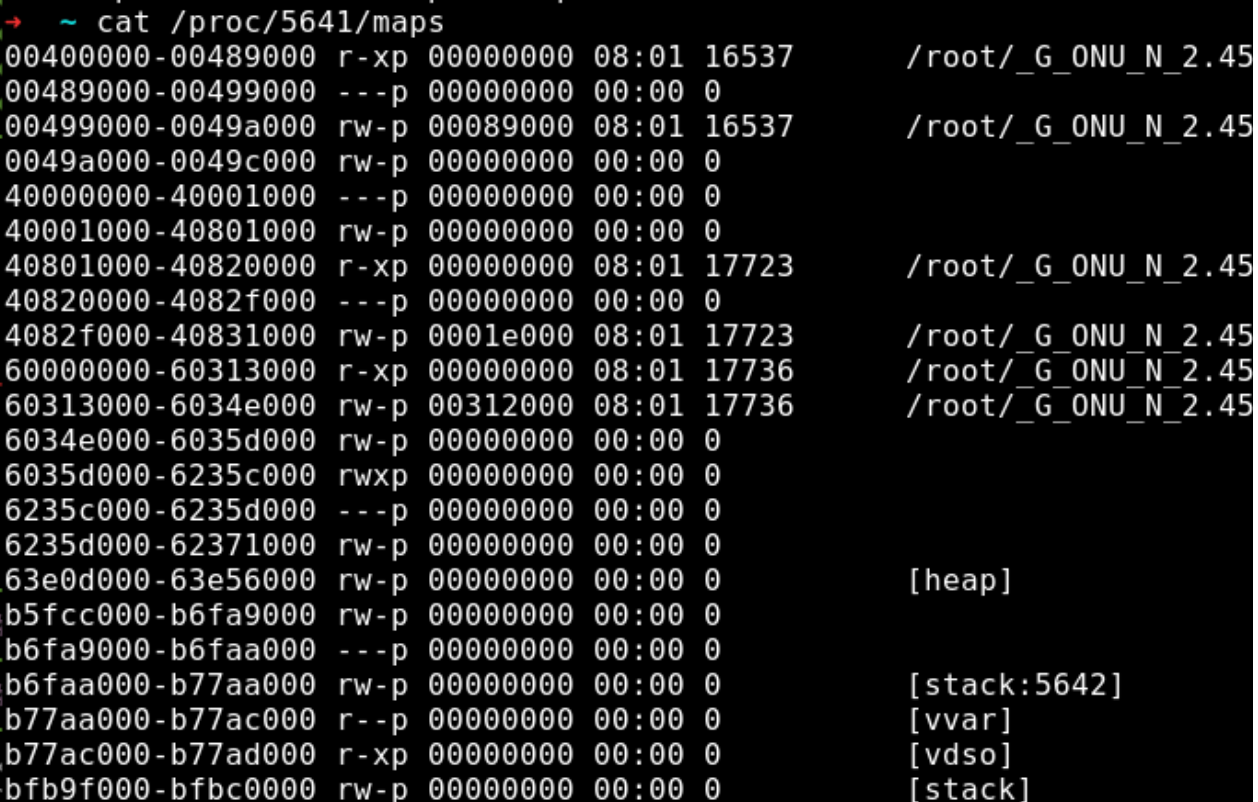 → ~ cat /proc/5641/maps
00400000-00489000 r-xp 00000000 08:01 16537 /root/_G_ONU_N_2.45
00489000-00499000 ---p 00000000 00:00 0
00499000-0049a000 rw-p 00089000 08:01 16537 /root/_G_ONU_N_2.45
0049a000-0049c000 rw-p 00000000 00:00 0
40000000-40001000 ---p 00000000 00:00 0
40001000-40801000 rw-p 00000000 00:00 0
40801000-40820000 r-xp 00000000 08:01 17723 /root/_G_ONU_N_2.45
40820000-4082f000 ---p 00000000 00:00 0
4082f000-40831000 rw-p 0001e000 08:01 17723 /root/_G_ONU_N_2.45
60000000-60313000 r-xp 00000000 08:01 17736 /root/_G_ONU_N_2.45
60313000-6034e000 rw-p 00312000 08:01 17736 /root/_G_ONU_N_2.45
6034e000-6035d000 rw-p 00000000 00:00 0
6035d000-6235c000 rwxp 00000000 00:00 0
6235c000-6235d000 ---p 00000000 00:00 0
6235d000-62371000 rw-p 00000000 00:00 0
63e0d000-63e56000 rw-p 00000000 00:00 0 [heap]
b5fcc000-b6fa9000 rw-p 00000000 00:00 0
b6fa9000-b6faa000 ---p 00000000 00:00 0
b6faa000-b77aa000 rw-p 00000000 00:00 0 [stack:5642]
b77aa000-b77ac000 r--p 00000000 00:00 0 [vvar]
b77ac000-b77ad000 r-xp 00000000 00:00 0 [vdso]
bfb9f000-bfbc0000 rw-p 00000000 00:00 0 [stack]